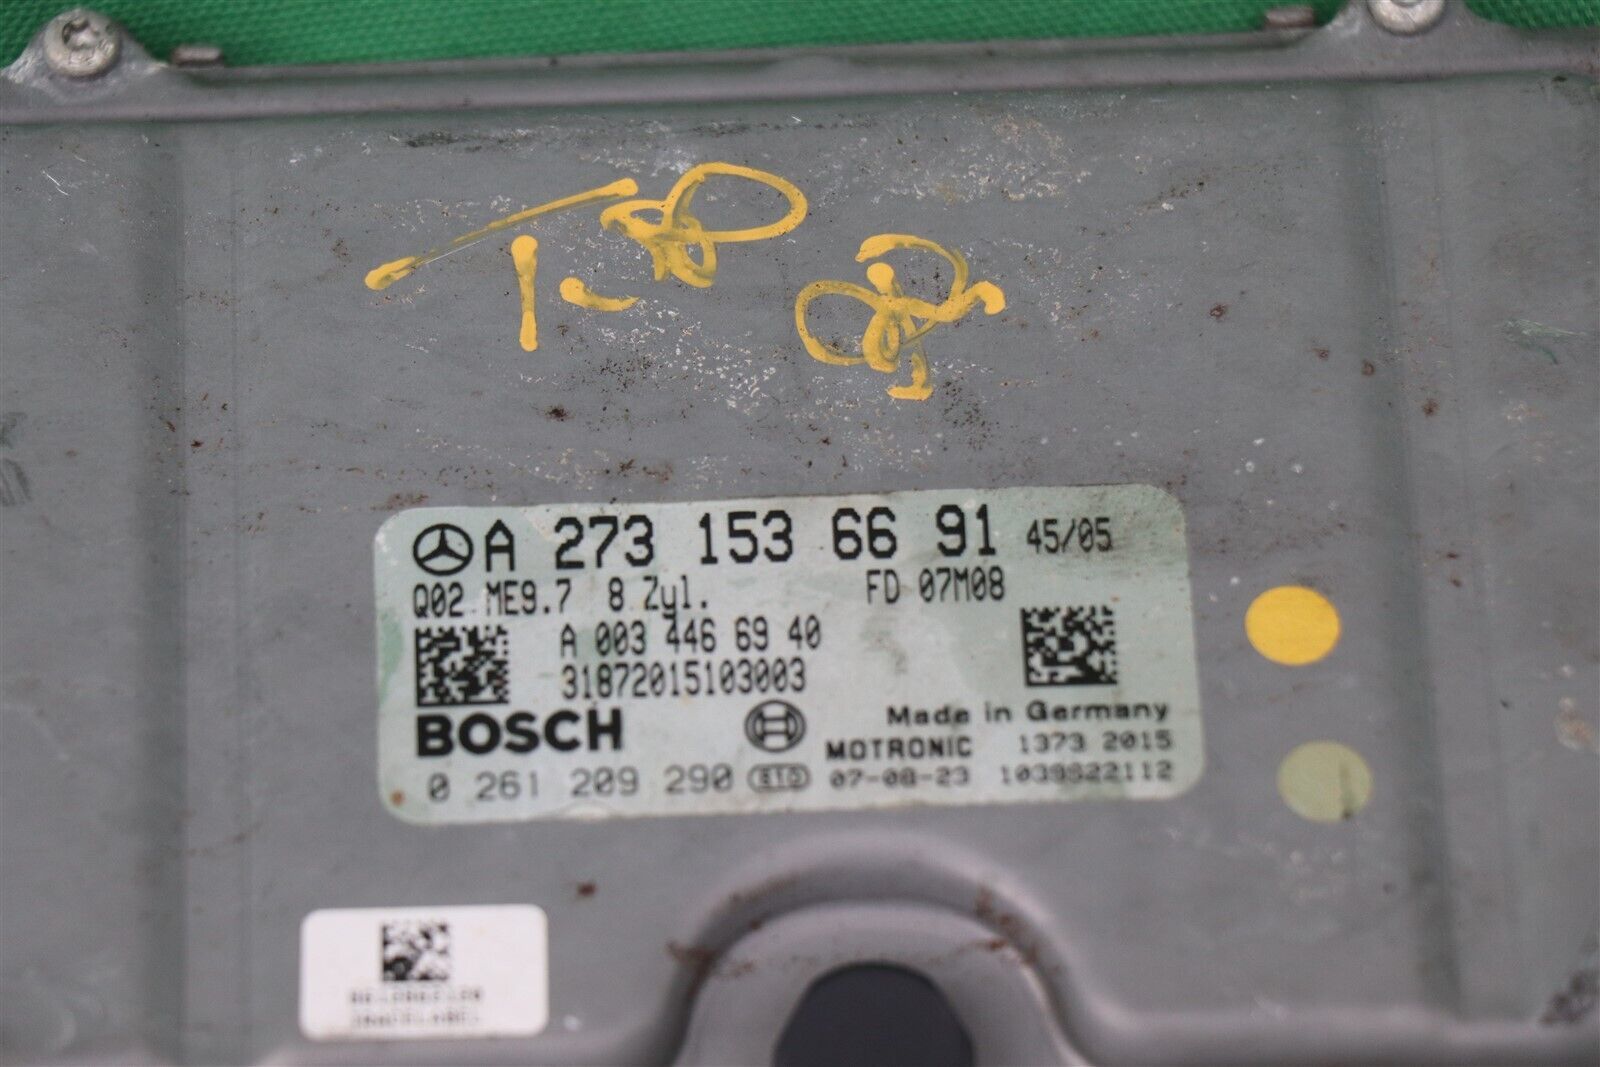 A 273 153 66 91 45/05
Q02 ME9.7 8 Zyl. FD 07M08
A 003 446 69 40
31872015103003
BOSCH
Made in Germany
MOTRONIC 1373 2015
0 261 209 290 E10 07-08-23 1039S22112